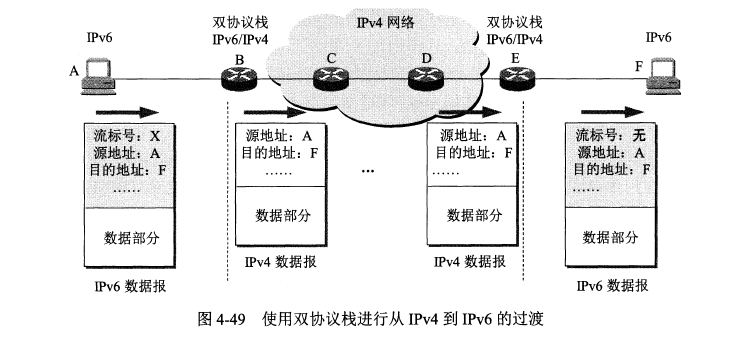 IPv6
双协议栈
IPv6/IPv4
IPv4 网络
双协议栈
IPv6/IPv4
IPv6
A
B
C
D
E
F
流标号：X
源地址：A
目的地址：F
……
数据部分
IPv6 数据报
源地址：A
目的地址：F
……
数据部分
IPv4 数据报
…
源地址：A
目的地址：F
……
数据部分
IPv4 数据报
流标号：无
源地址：A
目的地址：F
……
数据部分
IPv6 数据报
图 4-49 使用双协议栈进行从 IPv4 到 IPv6 的过渡